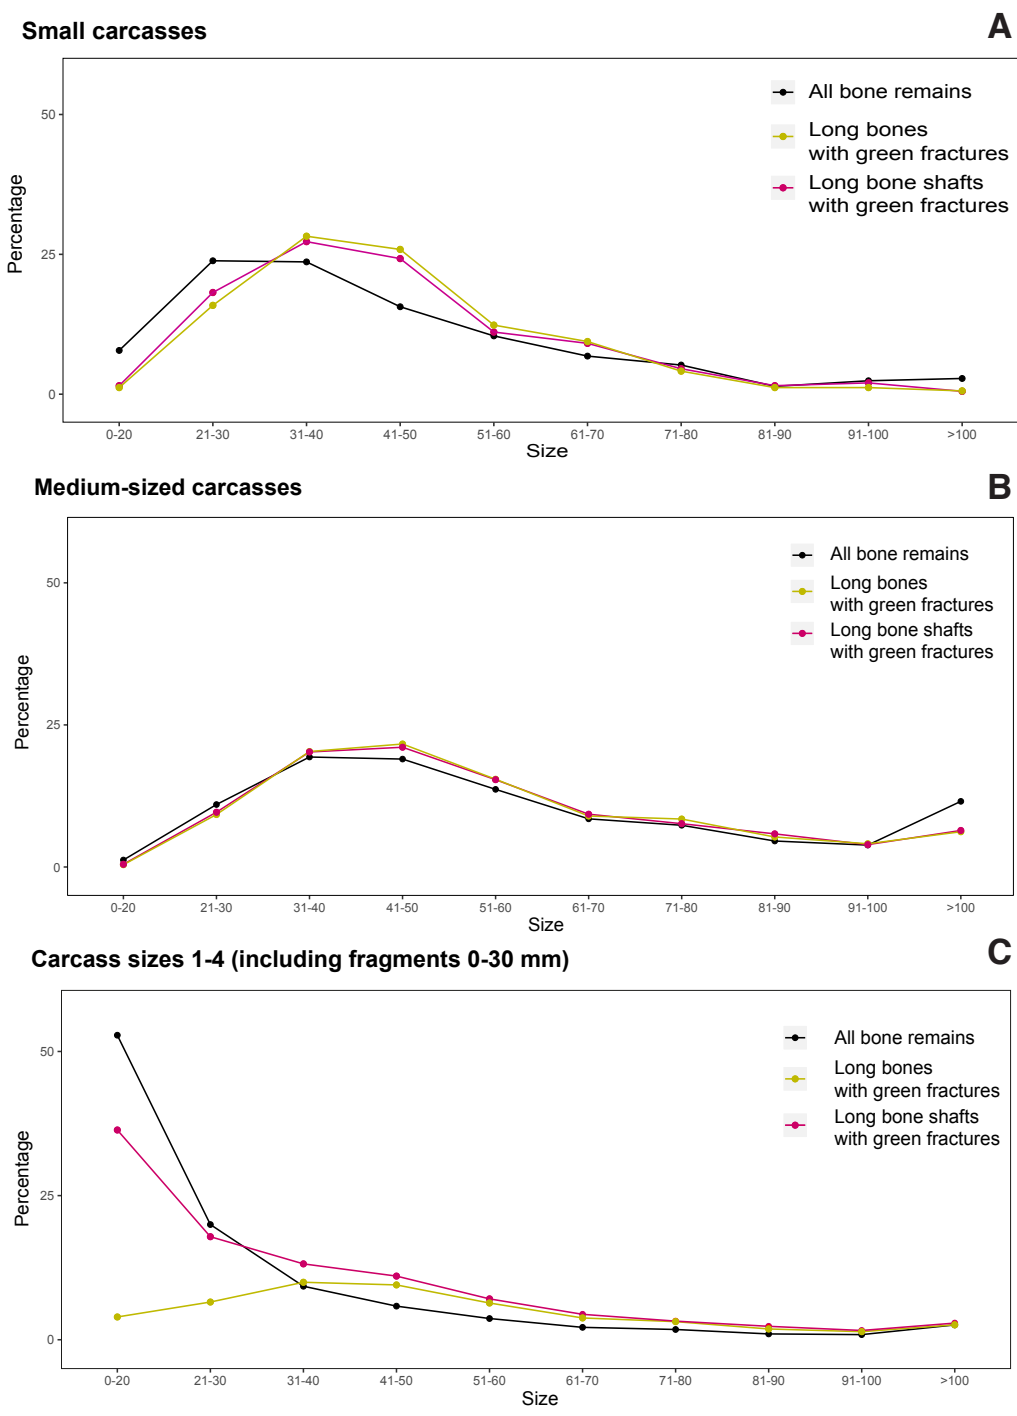 Small carcasses
A
All bone remains
Long bones
with green fractures
Long bone shafts
with green fractures
Percentage
50
25
0
0-20 21-30 31-40 41-50 51-60 61-70 71-80 81-90 91-100 >100
Size
Medium-sized carcasses
B
All bone remains
Long bones
with green fractures
Long bone shafts
with green fractures
Percentage
50
25
0
0-20 21-30 31-40 41-50 51-60 61-70 71-80 81-90 91-100 >100
Size
Carcass sizes 1-4 (including fragments 0-30 mm)
C
All bone remains
Long bones
with green fractures
Long bone shafts
with green fractures
Percentage
50
25
0
0-20 21-30 31-40 41-50 51-60 61-70 71-80 81-90 91-100 >100
Size